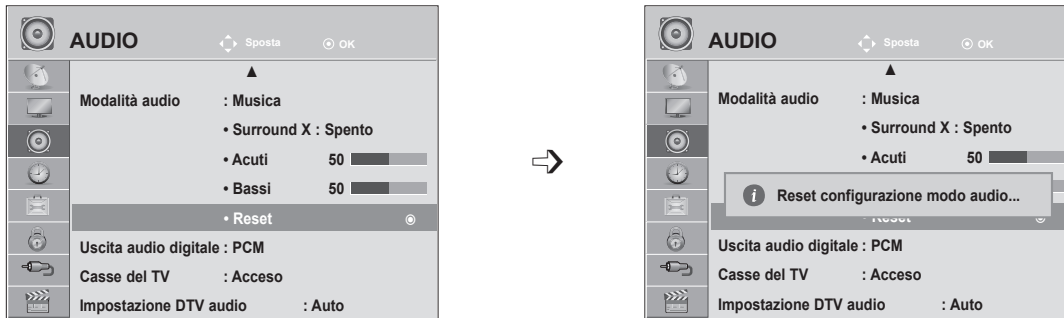 AUDIO Sposta OK
Modalità audio : Musica
• Surround X : Spento
• Acuti 50
• Bassi 50
• Reset
Uscita audio digitale : PCM
Casse del TV : Acceso
Impostazione DTV audio : Auto
AUDIO Sposta OK
Modalità audio : Musica
• Surround X : Spento
• Acuti 50
Reset configurazione modo audio...
• Reset
Uscita audio digitale : PCM
Casse del TV : Acceso
Impostazione DTV audio : Auto